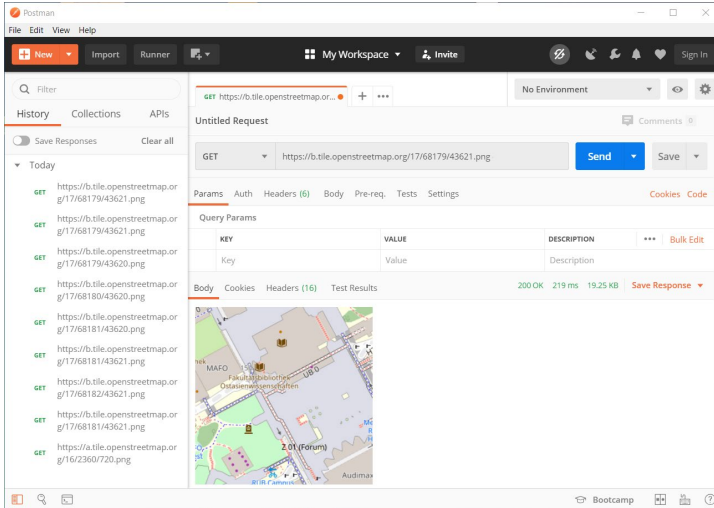 Postman
File Edit View Help
New
Import
Runner
My Workspace
Invite
Sign In
Filter
History Collections APIs
Save Responses Clear all
Today
GET https://b.tile.openstreetmap.or
g/17/68179/43621.png
GET https://b.tile.openstreetmap.or
g/17/68179/43621.png
GET https://b.tile.openstreetmap.or
g/17/68179/43620.png
GET https://b.tile.openstreetmap.or
g/17/68180/43620.png
GET https://b.tile.openstreetmap.or
g/17/68181/43620.png
GET https://b.tile.openstreetmap.or
g/17/68181/43621.png
GET https://b.tile.openstreetmap.or
g/17/68182/43621.png
GET https://b.tile.openstreetmap.or
g/17/68181/43621.png
GET https://a.tile.openstreetmap.or
g/16/2360/720.png
GET https://b.tile.openstreetmap.or...
No Environment
Untitled Request
Comments 0
GET https://b.tile.openstreetmap.org/17/68179/43621.png Send Save
Params Auth Headers (6) Body Pre-req. Tests Settings Cookies Code
Query Params
KEY VALUE DESCRIPTION Bulk Edit
Key Value Description
Body Cookies Headers (16) Test Results 200 OK 219 ms 19.25 KB Save Response
MAFO
UB 0
Fakultätsbibliothek
Ostasienwissenschaften
Z 01 (Forum)
Audimax
RUB Campus
Bootcamp